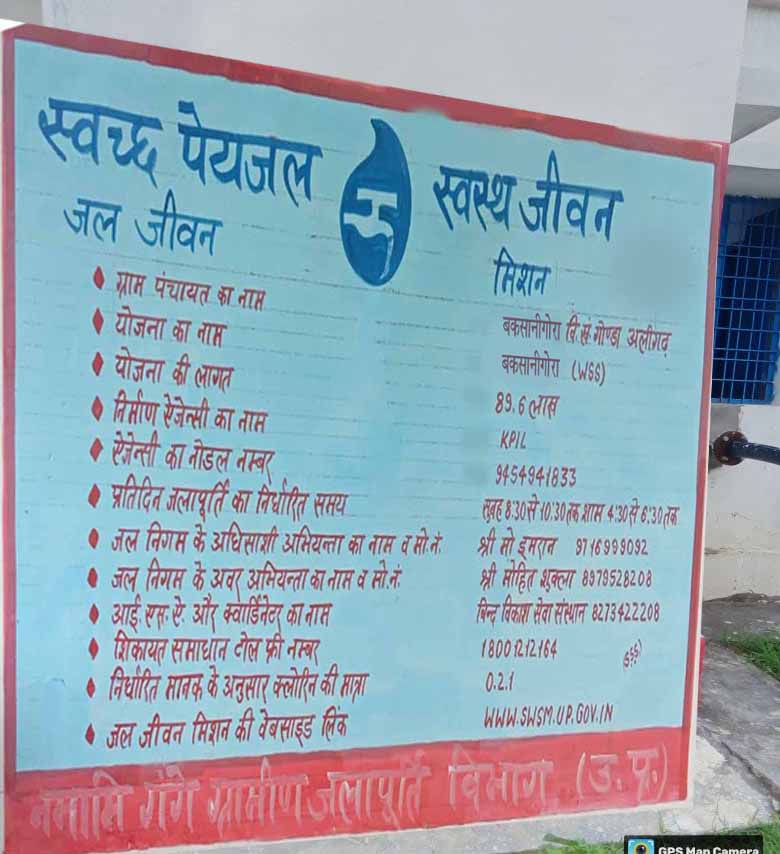 स्वच्छ पेयजल स्वस्थ जीवन
जल जीवन मिशन
ग्राम पंचायत का नाम बकसानीगोरा वि.खं गोण्डा अलीगढ़
योजना का नाम बकसानीगोरा (WSS)
योजना की लागत 89.6 लाख
निर्माण ऐजेन्सी का नाम KPIL
ऐजेन्सी का नोडल नम्बर 9454941833
प्रतिदिन जलापूर्ति का निर्धारित समय सुबह 8:30 से 10:30 तक शाम 4:30 से 6:30 तक
जल निगम के अधिसाशी अभियन्ता का नाम व मो.नं. श्री मो इमरान 9716999092
जल निगम के अवर अभियन्ता का नाम व मो.नं. श्री मोहित शुक्ला 8979528208
आई. एस. ऐ. और क्वार्डिनेटर का नाम बिन्द विकाश सेवा संस्थान 8273422208
शिकायत समाधान टोल फ्री नम्बर 18001212164
निर्धारित मानक के अनुसार क्लोरिन की मात्रा 0.2.1
जल जीवन मिशन की वेबसाइड लिंक WWW.SWSM.UP.GOV.IN
नमामि गंगे ग्रामीण जलापूर्ति विभाग (उ.प्र.)
GPS Map Camera